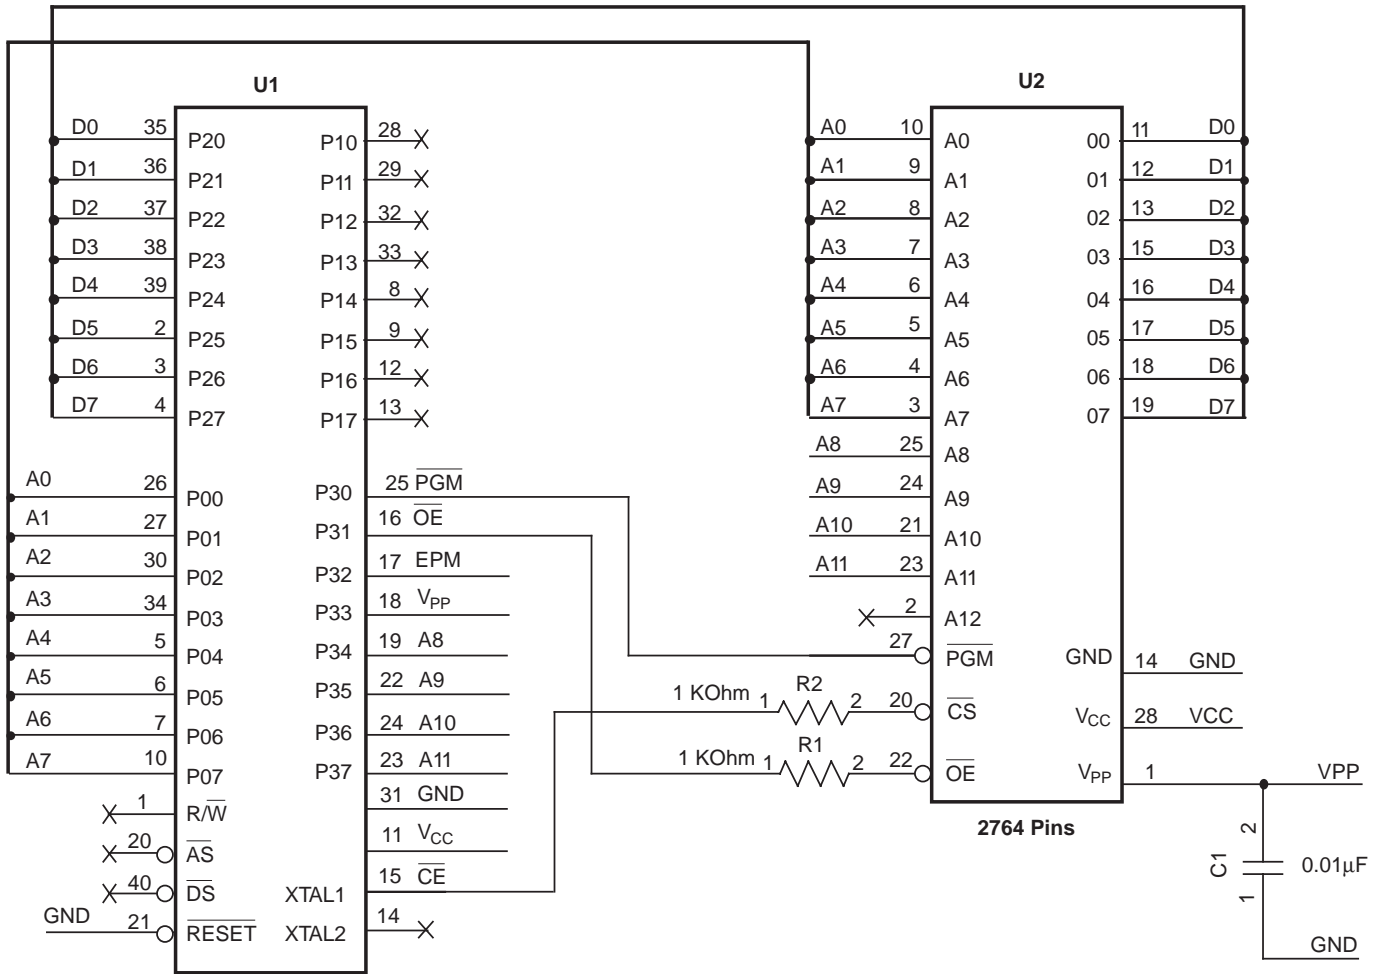 U1
D0 35 P20
D1 36 P21
D2 37 P22
D3 38 P23
D4 39 P24
D5 2 P25
D6 3 P26
D7 4 P27
A0 26 P00
A1 27 P01
A2 30 P02
A3 34 P03
A4 5 P04
A5 6 P05
A6 7 P06
A7 10 P07
1 R/W̅
20 A̅S̅
40 D̅S̅
GND 21 R̅E̅S̅E̅T̅
P10 28
P11 29
P12 32
P13 33
P14 8
P15 9
P16 12
P17 13
P30 25 P̅G̅M̅
P31 16 O̅E̅
P32 17 EPM
P33 18 VPP
P34 19 A8
P35 22 A9
P36 24 A10
P37 23 A11
31 GND
11 VCC
XTAL1 15 C̅E̅
XTAL2 14
U2
A0 10 A0
A1 9 A1
A2 8 A2
A3 7 A3
A4 6 A4
A5 5 A5
A6 4 A6
A7 3 A7
A8 25 A8
A9 24 A9
A10 21 A10
A11 23 A11
2 A12
27 P̅G̅M̅
1 KOhm 1 R2 2 20 C̅S̅
1 KOhm 1 R1 2 22 O̅E̅
00 11 D0
01 12 D1
02 13 D2
03 15 D3
04 16 D4
05 17 D5
06 18 D6
07 19 D7
GND 14 GND
VCC 28 VCC
VPP 1 VPP
2764 Pins
2
C1 0.01µF
1
GND